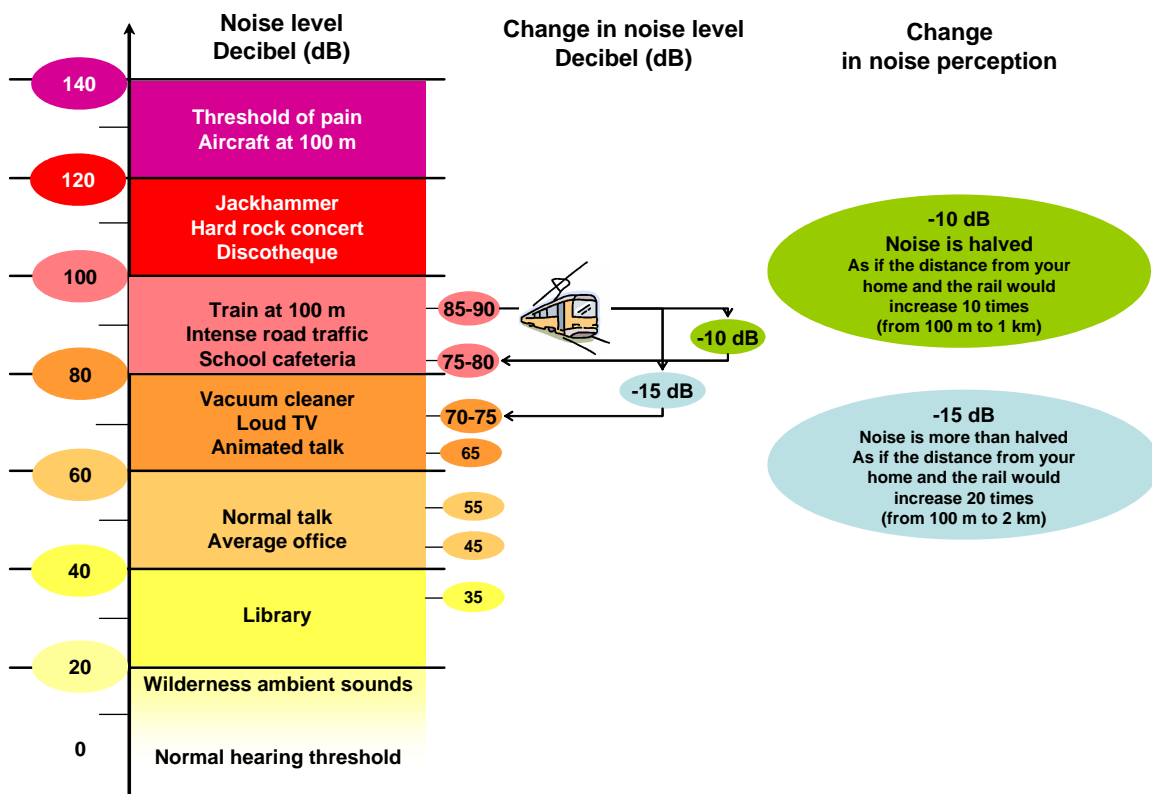 Noise level
Decibel (dB)
Change in noise level
Decibel (dB)
Change
in noise perception
140
Threshold of pain
Aircraft at 100 m
120
Jackhammer
Hard rock concert
Discotheque
100
Train at 100 m
Intense road traffic
School cafeteria
85-90
-10 dB
75-80
80
-15 dB
Vacuum cleaner
Loud TV
Animated talk
70-75
65
60
Normal talk
Average office
55
45
40
Library
35
20
Wilderness ambient sounds
0
Normal hearing threshold
-10 dB
Noise is halved
As if the distance from your
home and the rail would
increase 10 times
(from 100 m to 1 km)
-15 dB
Noise is more than halved
As if the distance from your
home and the rail would
increase 20 times
(from 100 m to 2 km)